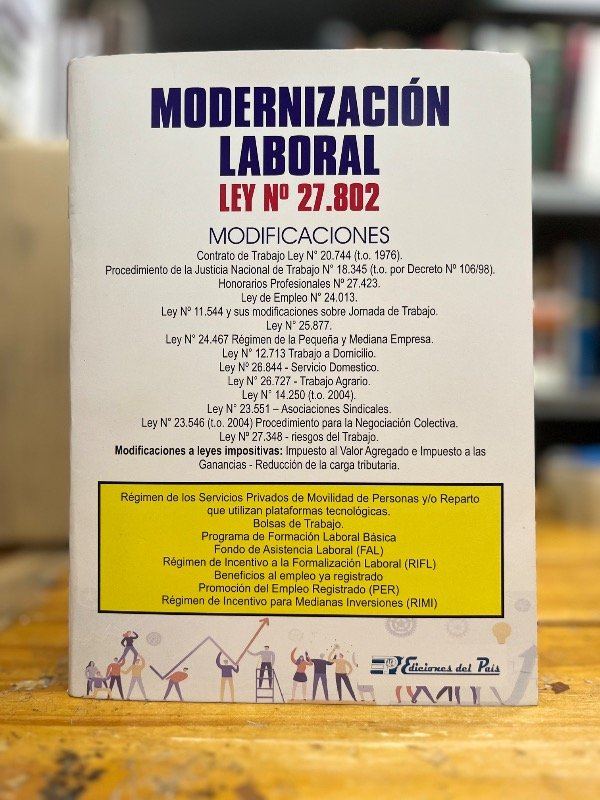 MODERNIZACIÓN
LABORAL
LEY Nº 27.802
MODIFICACIONES
Contrato de Trabajo Ley N° 20.744 (t.o. 1976).
Procedimiento de la Justicia Nacional de Trabajo N° 18.345 (t.o. por Decreto Nº 106/98).
Honorarios Profesionales Nº 27.423.
Ley de Empleo N° 24.013.
Ley Nº 11.544 y sus modificaciones sobre Jornada de Trabajo.
Ley N° 25.877.
Ley N° 24.467 Régimen de la Pequeña y Mediana Empresa.
Ley N° 12.713 Trabajo a Domicilio.
Ley Nº 26.844 - Servicio Domestico.
Ley N° 26.727 - Trabajo Agrario.
Ley N° 14.250 (t.o. 2004).
Ley N° 23.551 – Asociaciones Sindicales.
Ley N° 23.546 (t.o. 2004) Procedimiento para la Negociación Colectiva.
Ley Nº 27.348 - riesgos del Trabajo.
Modificaciones a leyes impositivas: Impuesto al Valor Agregado e Impuesto a las
Ganancias - Reducción de la carga tributaria.
Régimen de los Servicios Privados de Movilidad de Personas y/o Reparto
que utilizan plataformas tecnológicas.
Bolsas de Trabajo.
Programa de Formación Laboral Básica
Fondo de Asistencia Laboral (FAL)
Régimen de Incentivo a la Formalización Laboral (RIFL)
Beneficios al empleo ya registrado
Promoción del Empleo Registrado (PER)
Régimen de Incentivo para Medianas Inversiones (RIMI)
Ediciones del País